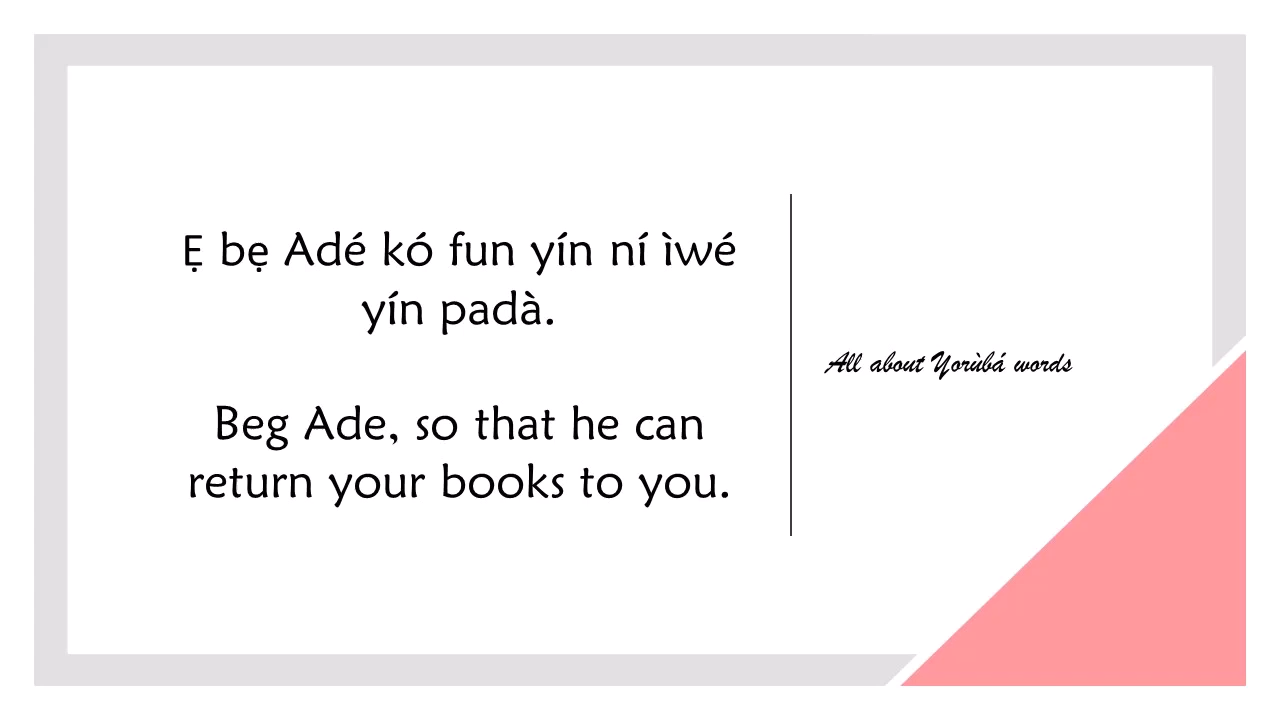 Ẹ bẹ Adé kó fun yín ní ìwé
yín padà.
Beg Ade, so that he can
return your books to you.
All about Yorùbá words